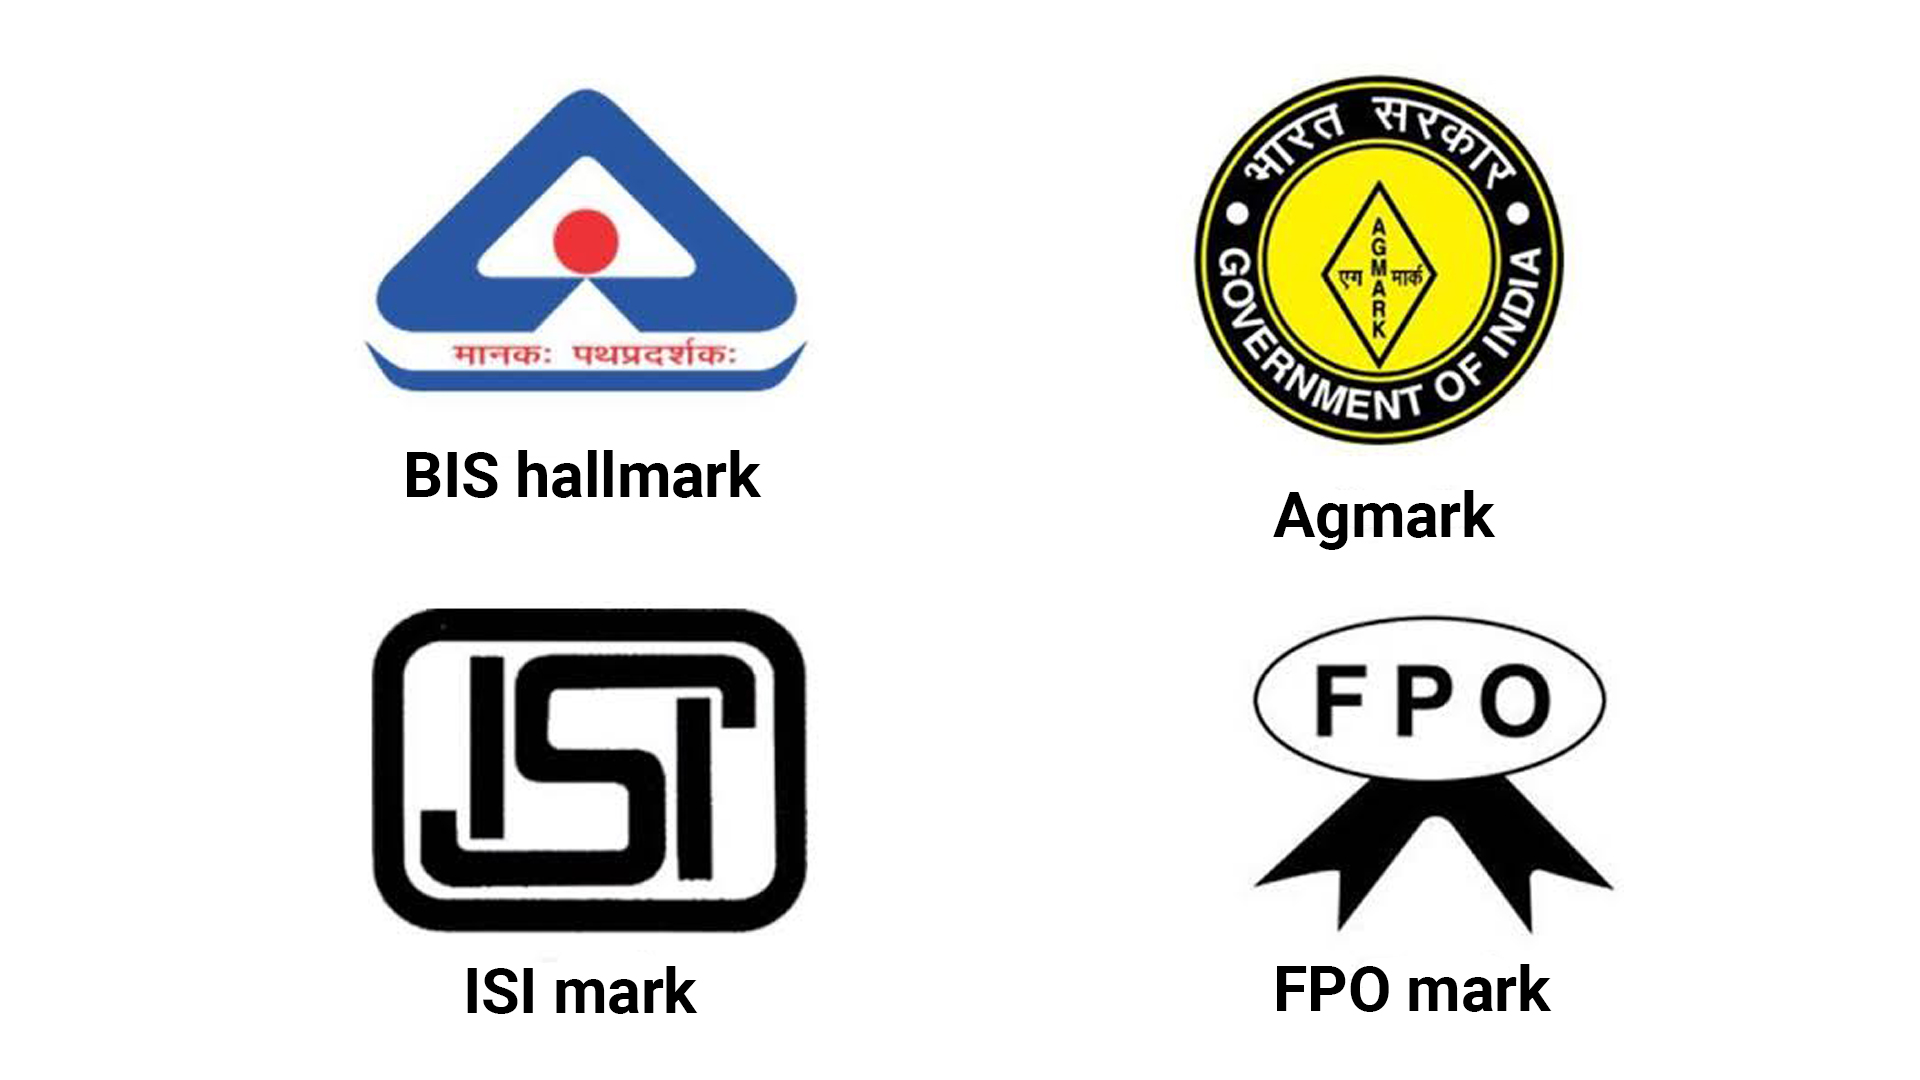 मानकः पथप्रदर्शकः
BIS hallmark
भारत सरकार
AGMARK
एग मार्क
GOVERNMENT OF INDIA
Agmark
ISI
ISI mark
FPO
FPO mark